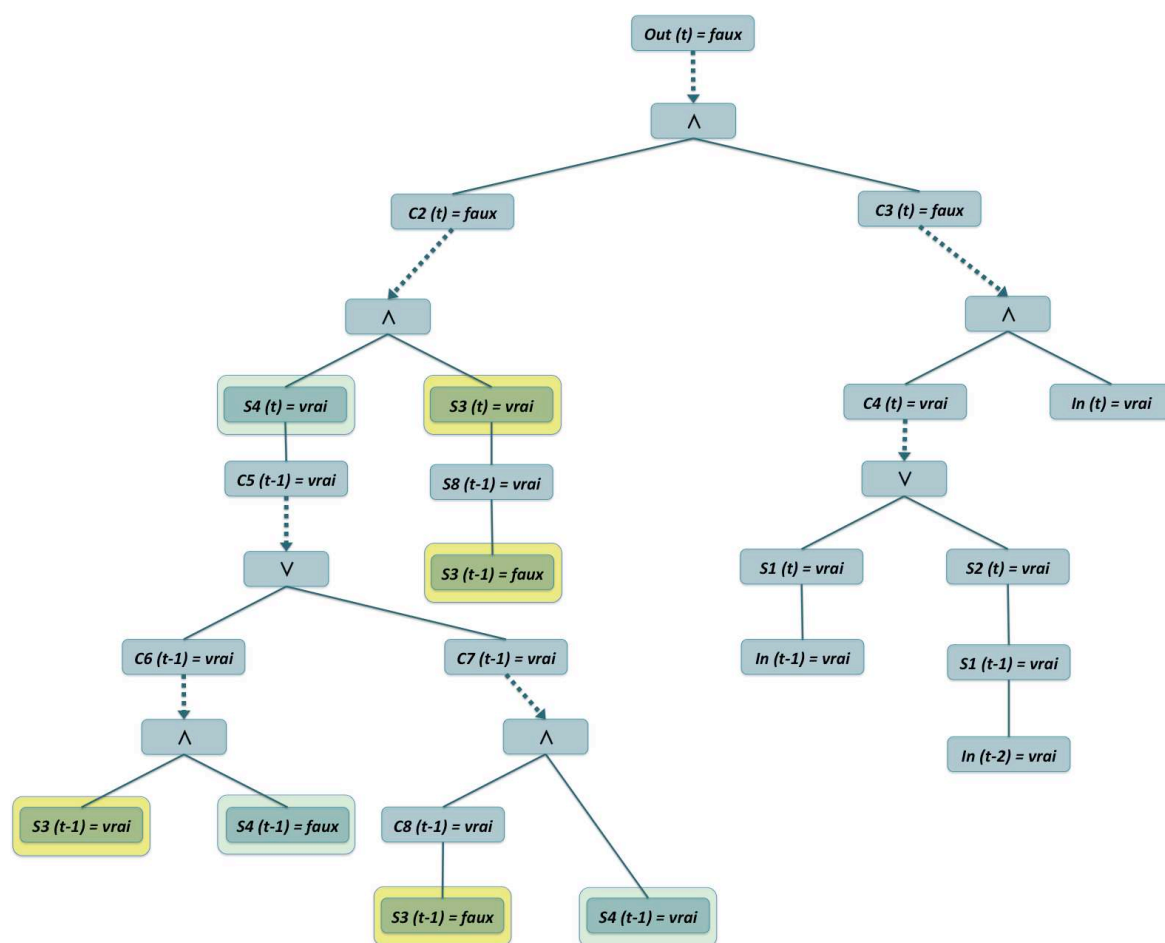 Out (t) = faux
∧
C2 (t) = faux
C3 (t) = faux
∧
∧
S4 (t) = vrai
S3 (t) = vrai
C4 (t) = vrai
In (t) = vrai
C5 (t-1) = vrai
S8 (t-1) = vrai
∨
∨
S3 (t-1) = faux
S1 (t) = vrai
S2 (t) = vrai
C6 (t-1) = vrai
C7 (t-1) = vrai
In (t-1) = vrai
S1 (t-1) = vrai
∧
∧
In (t-2) = vrai
S3 (t-1) = vrai
S4 (t-1) = faux
C8 (t-1) = vrai
S3 (t-1) = faux
S4 (t-1) = vrai